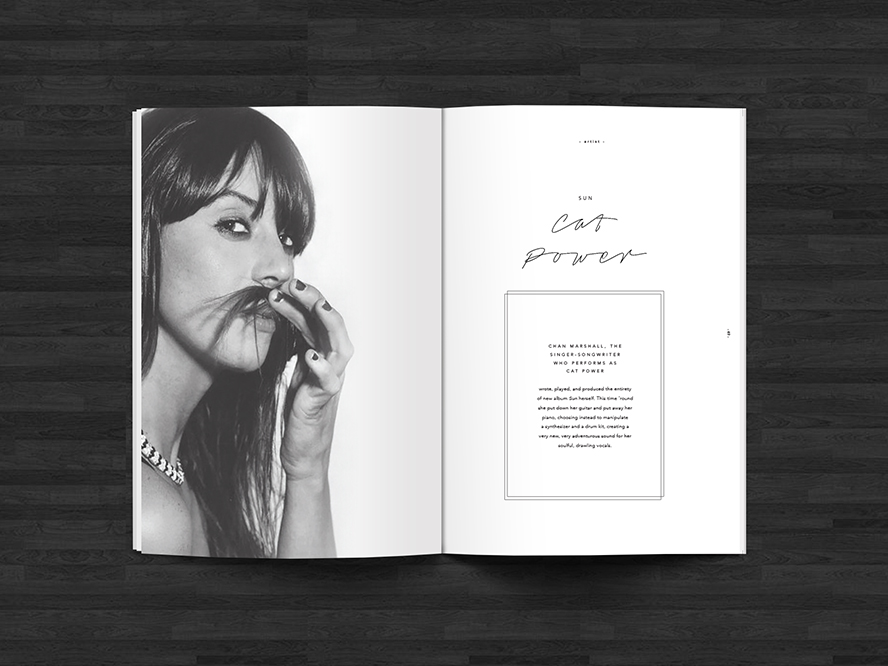 - artist -
SUN
cat
power
CHAN MARSHALL, THE
SINGER-SONGWRITER
WHO PERFORMS AS
CAT POWER
wrote, played, and produced the entirety
of new album Sun herself. This time 'round
she put down her guitar and put away her
piano, choosing instead to manipulate
a synthesizer and a drum kit, creating a
very new, very adventurous sound for her
soulful, drawling vocals.